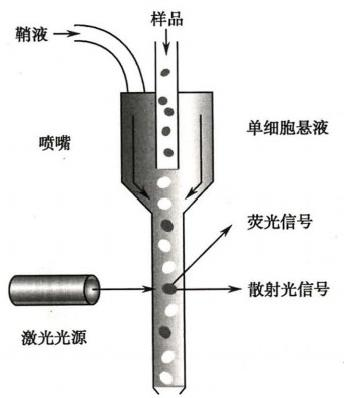 样品
鞘液
喷嘴
单细胞悬液
荧光信号
散射光信号
激光光源